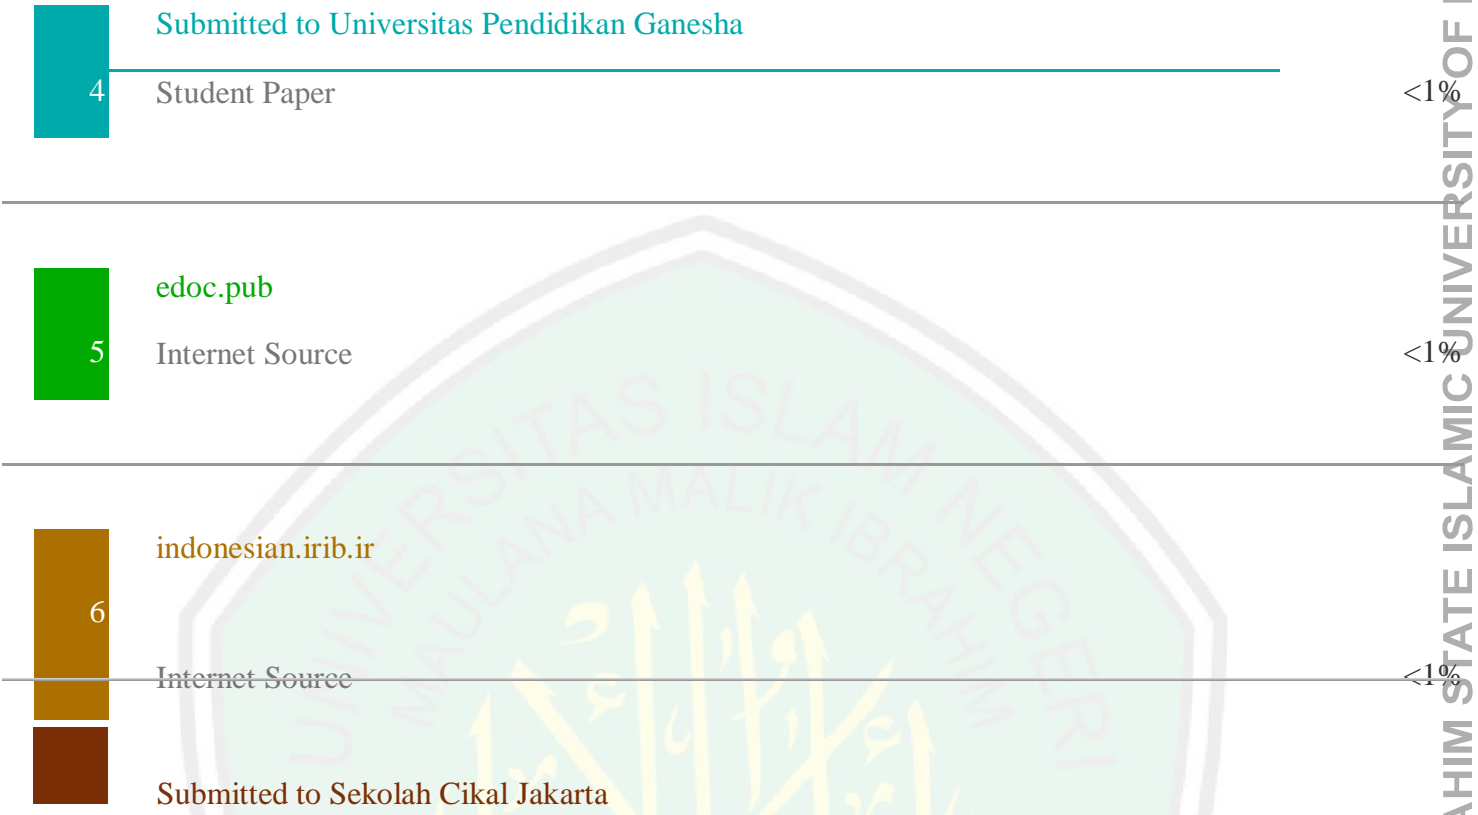 Submitted to Universitas Pendidikan Ganesha
4
Student Paper
<1%
edoc.pub
5
Internet Source
<1%
indonesian.irib.ir
6
Internet Source
<1%
Submitted to Sekolah Cikal Jakarta
UNIVERSITAS ISLAM NEGERI
MAULANA MALIK IBRAHIM
AHIM STATE ISLAMIC UNIVERSITY OF